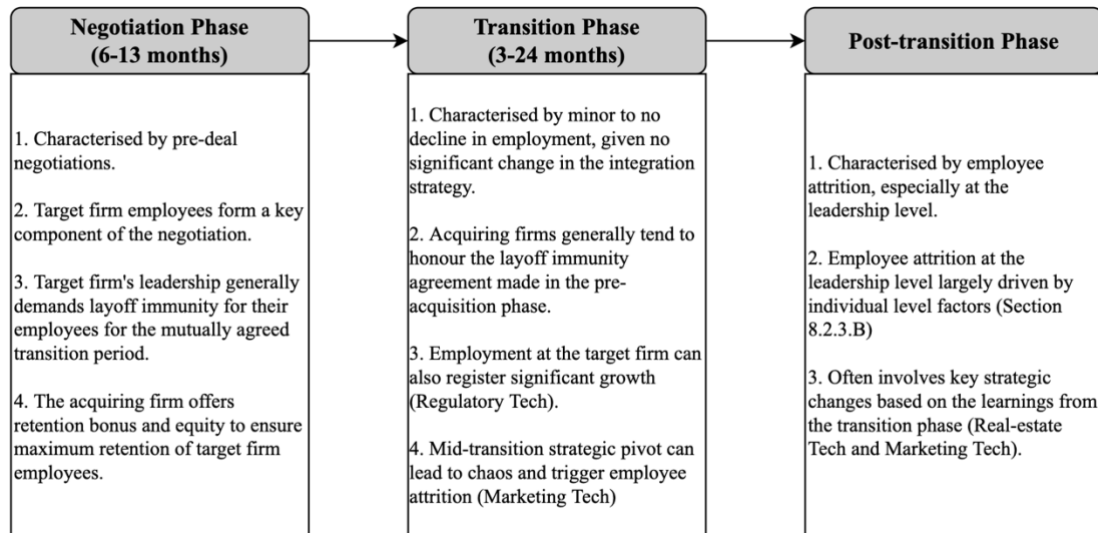 Negotiation Phase
(6-13 months)
1. Characterised by pre-deal
negotiations.
2. Target firm employees form a key
component of the negotiation.
3. Target firm's leadership generally
demands layoff immunity for their
employees for the mutually agreed
transition period.
4. The acquiring firm offers
retention bonus and equity to ensure
maximum retention of target firm
employees.
Transition Phase
(3-24 months)
1. Characterised by minor to no
decline in employment, given no
significant change in the integration
strategy.
2. Acquiring firms generally tend to
honour the layoff immunity
agreement made in the pre-
acquisition phase.
3. Employment at the target firm can
also register significant growth
(Regulatory Tech).
4. Mid-transition strategic pivot can
lead to chaos and trigger employee
attrition (Marketing Tech)
Post-transition Phase
1. Characterised by employee
attrition, especially at the
leadership level.
2. Employee attrition at the
leadership level largely driven by
individual level factors (Section
8.2.3.B)
3. Often involves key strategic
changes based on the learnings from
the transition phase (Real-estate
Tech and Marketing Tech).